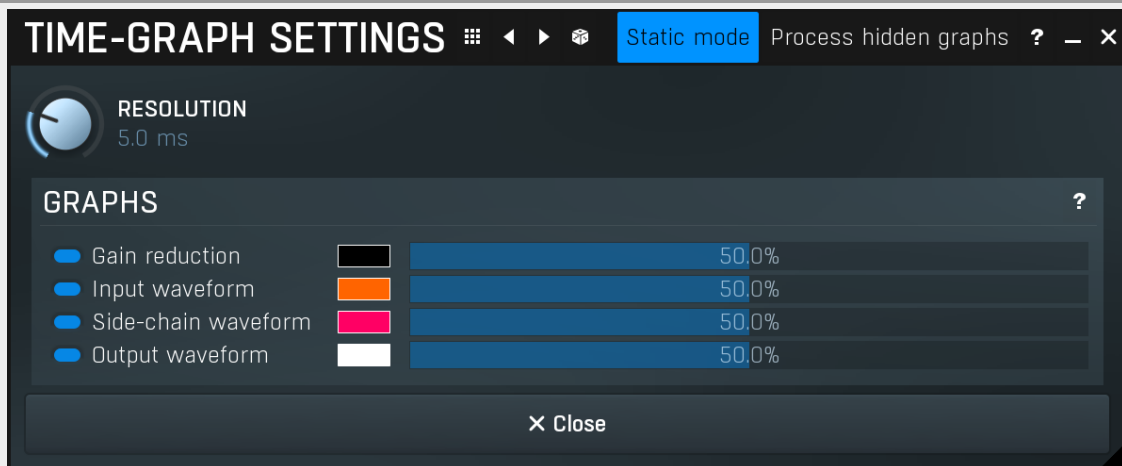 TIME-GRAPH SETTINGS Static mode Process hidden graphs ?
RESOLUTION
5.0 ms
GRAPHS ?
Gain reduction 50.0%
Input waveform 50.0%
Side-chain waveform 50.0%
Output waveform 50.0%
Close